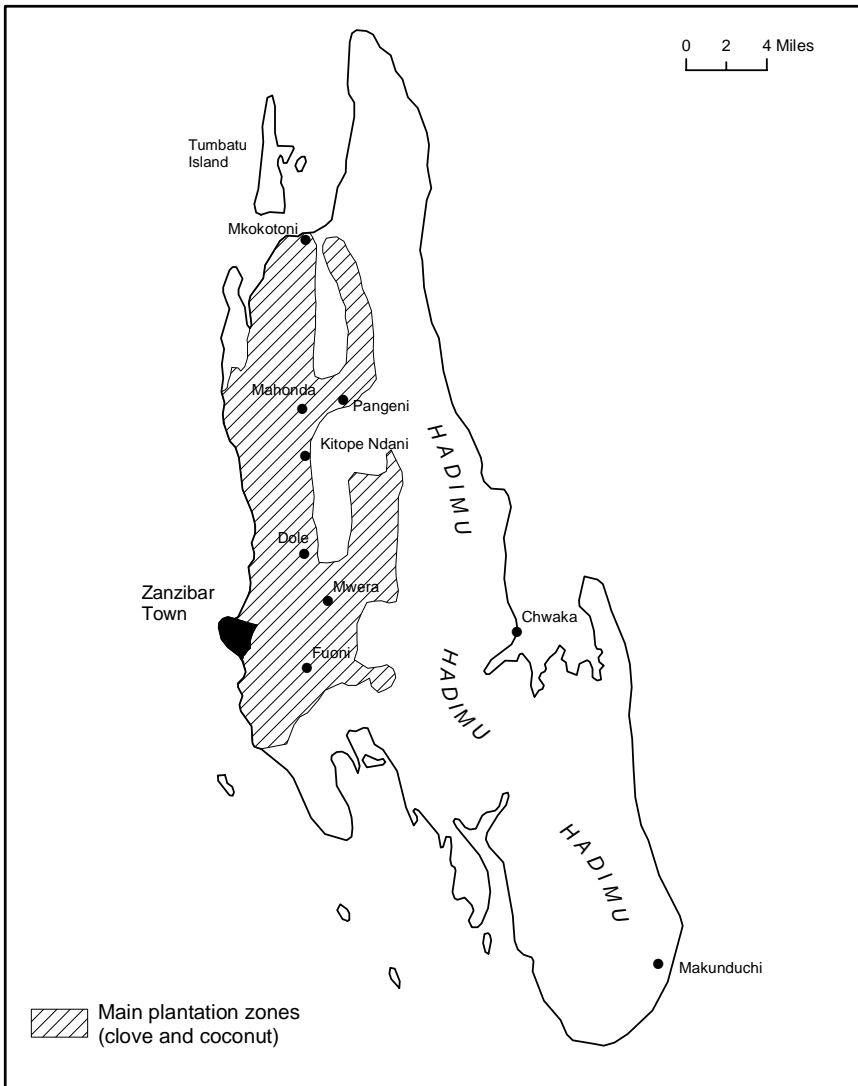 0 2 4 Miles
Tumbatu
Island
Mkokotoni
Mahonda
Pangeni
Kitope Ndani
HADIMU
Dole
Zanzibar
Town
Mwera
Chwaka
Fuoni
HADIMU
HADIMU
Makunduchi
Main plantation zones
(clove and coconut)